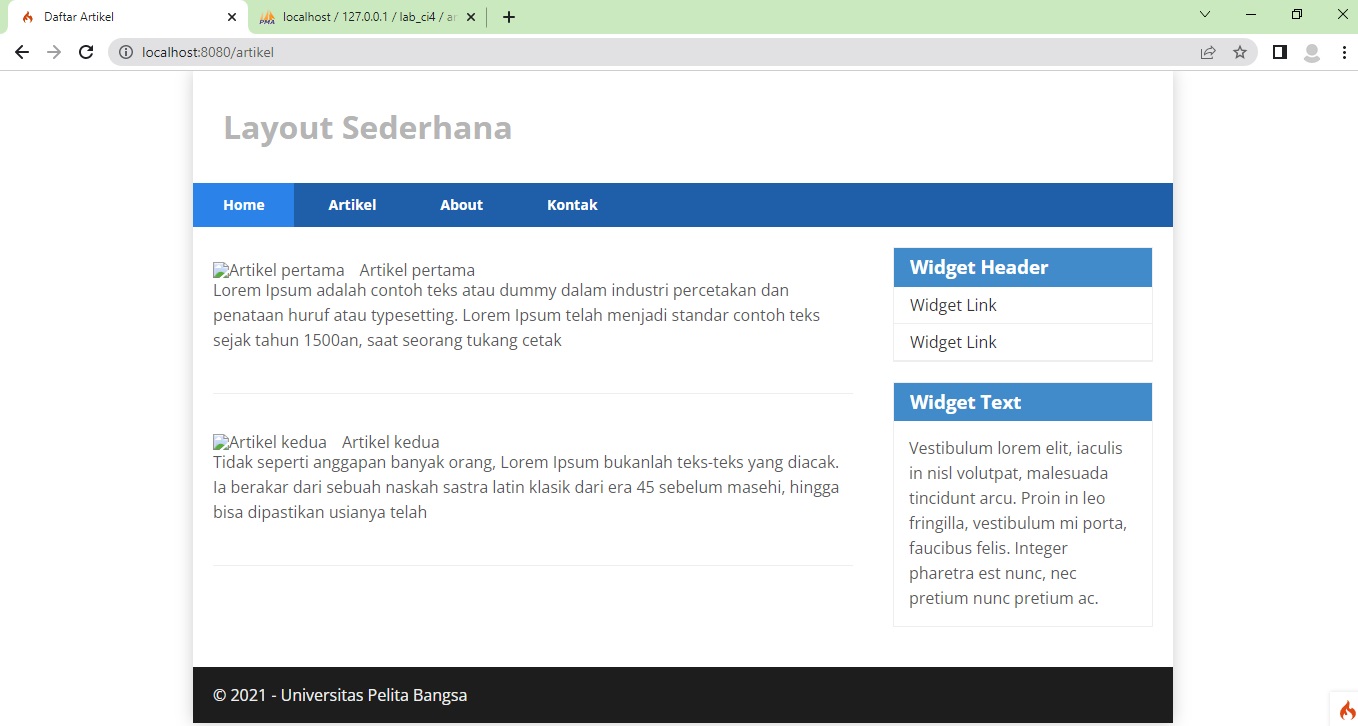 Daftar Artikel
localhost / 127.0.0.1 / lab_ci4 / ar
localhost:8080/artikel
Layout Sederhana
Home Artikel About Kontak
Artikel pertama Artikel pertama
Lorem Ipsum adalah contoh teks atau dummy dalam industri percetakan dan
penataan huruf atau typesetting. Lorem Ipsum telah menjadi standar contoh teks
sejak tahun 1500an, saat seorang tukang cetak
Artikel kedua Artikel kedua
Tidak seperti anggapan banyak orang, Lorem Ipsum bukanlah teks-teks yang diacak.
Ia berakar dari sebuah naskah sastra latin klasik dari era 45 sebelum masehi, hingga
bisa dipastikan usianya telah
Widget Header
Widget Link
Widget Link
Widget Text
Vestibulum lorem elit, iaculis
in nisl volutpat, malesuada
tincidunt arcu. Proin in leo
fringilla, vestibulum mi porta,
faucibus felis. Integer
pharetra est nunc, nec
pretium nunc pretium ac.
© 2021 - Universitas Pelita Bangsa